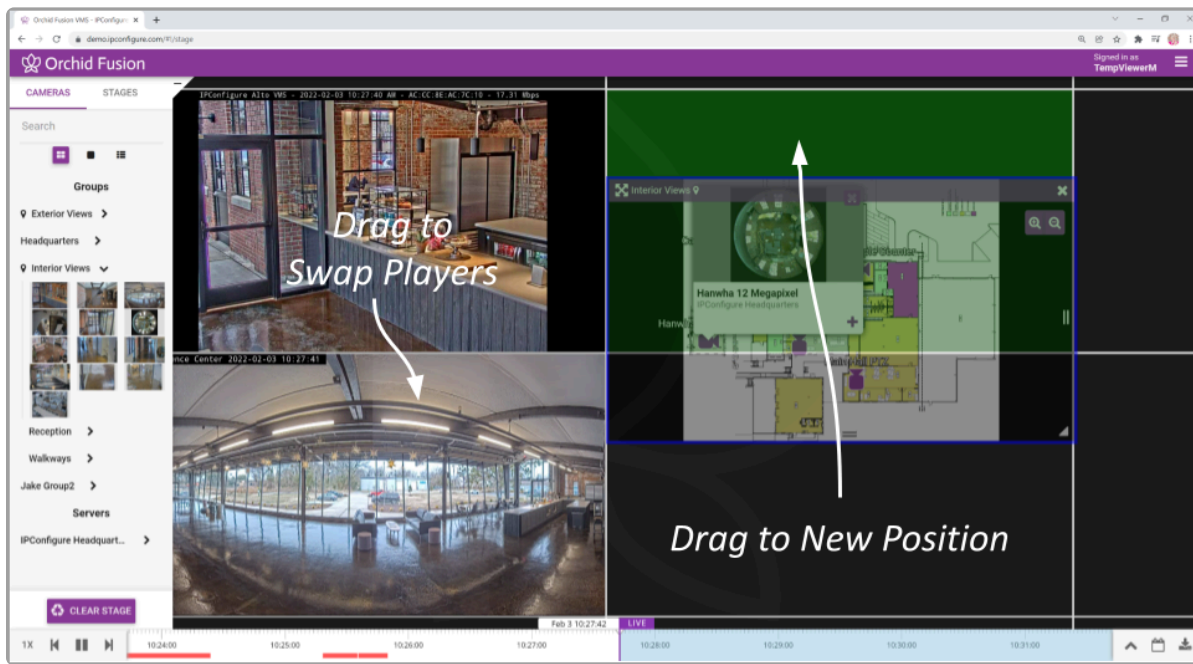 Orchid Fusion VMS - IPConfigur
demo.ipconfigure.com/#!/stage
Orchid Fusion
Signed in as
TempViewerM
CAMERAS STAGES
Search
Groups
Exterior Views
Headquarters
Interior Views
Reception
Walkways
Jake Group2
Servers
IPConfigure Headquart...
CLEAR STAGE
IPConfigure Alto VMS - 2022-02-03 10:27:40 AM - AC:CC:8E:AC:7C:10 - 17.31 Mbps
Drag to
Swap Players
nce Center 2022-02-03 10:27:41
Interior Views
Hanwha 12 Megapixel
IPConfigure Headquarters
Hanw
Drag to New Position
Feb 3 10:27:42 LIVE
1X 10:24:00 10:25:00 10:26:00 10:27:00 10:28:00 10:29:00 10:30:00 10:31:00